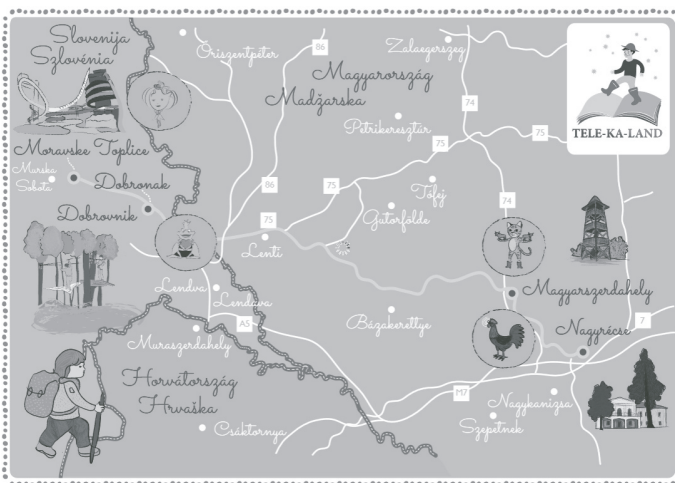 Slovenija
Szlovénia
Őriszentpéter
86
Zalaegerszeg
Magyarország
Madžarska
74
TELE-KA-LAND
Petrikeresztúr
75
75
Moravske Toplice
Murska
Sobota
Dobronak
86
75
Tófej
74
Dobrovnik
75
Gutorfölde
Lenti
Lendva
Lendava
Magyarszerdahely
A5
Bázakerettye
Nagyrécse
7
Muraszerdahely
Horvátország
Hrvaška
M7
Nagykanizsa
Szepetnek
Csáktornya